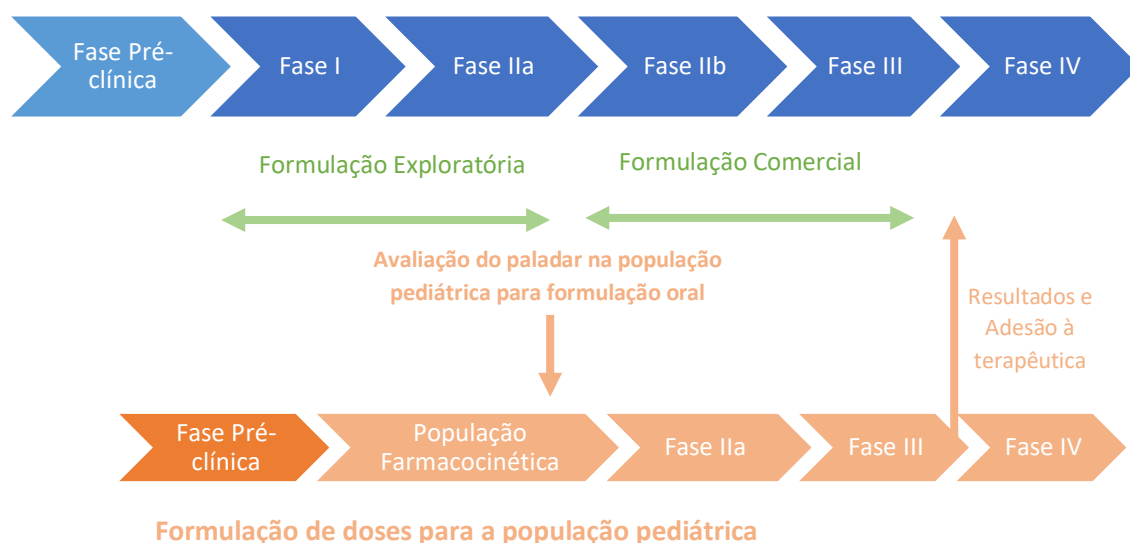 Fase Pré-
clínica
Fase I
Fase IIa
Fase IIb
Fase III
Fase IV
Formulação Exploratória
Formulação Comercial
Avaliação do paladar na população
pediátrica para formulação oral
Resultados e
Adesão à
terapêutica
Fase Pré-
clínica
População
Farmacocinética
Fase IIa
Fase III
Fase IV
Formulação de doses para a população pediátrica